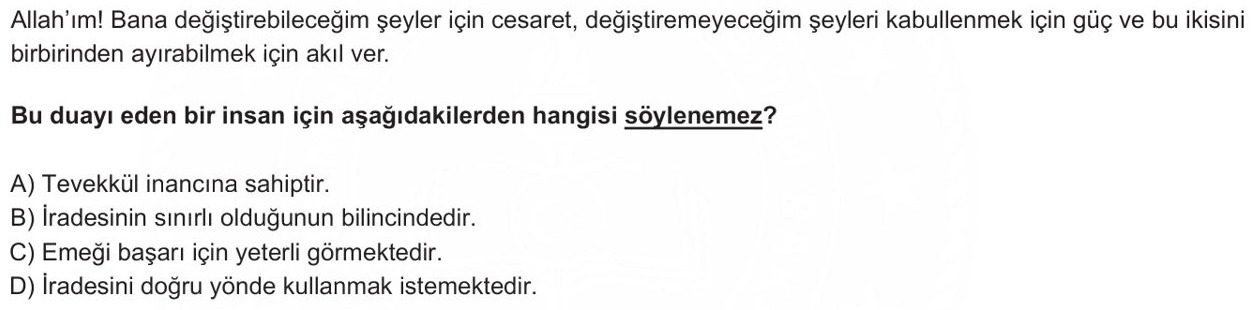 Allah’ım! Bana değiştirebileceğim şeyler için cesaret, değiştiremeyeceğim şeyleri kabullenmek için güç ve bu ikisini
birbirinden ayırabilmek için akıl ver.
Bu duayı eden bir insan için aşağıdakilerden hangisi söylenemez?
A) Tevekkül inancına sahiptir.
B) İradesinin sınırlı olduğunun bilincindedir.
C) Emeği başarı için yeterli görmektedir.
D) İradesini doğru yönde kullanmak istemektedir.